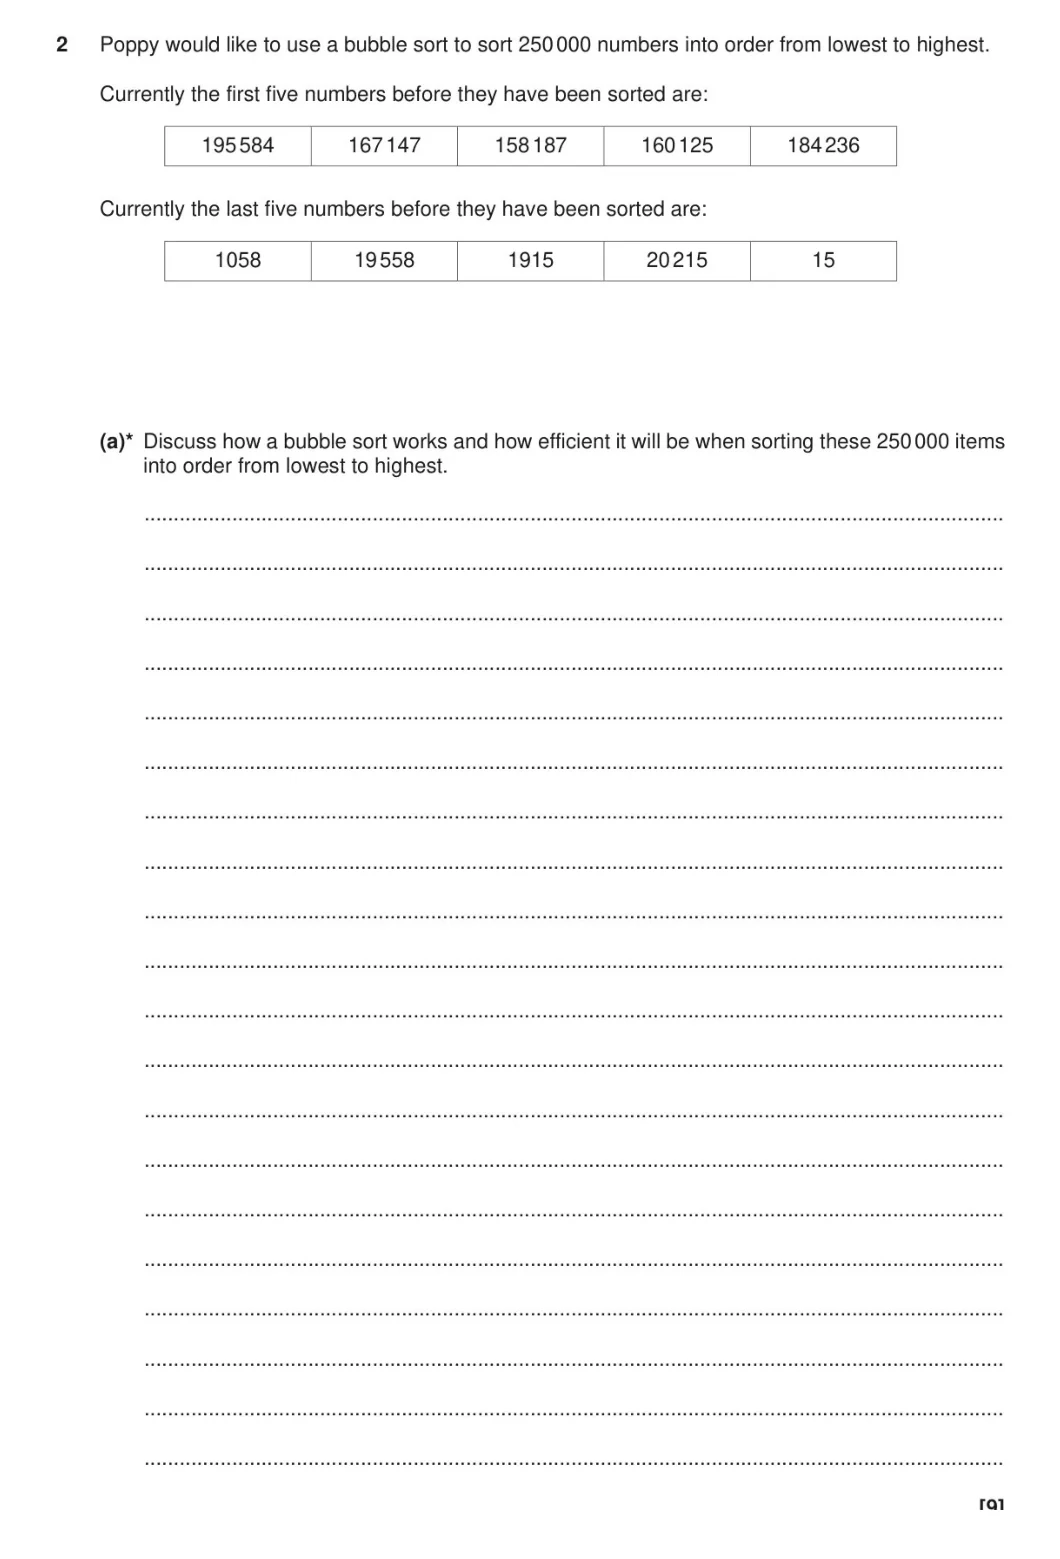 2 Poppy would like to use a bubble sort to sort 250 000 numbers into order from lowest to highest.
Currently the first five numbers before they have been sorted are:
195 584 167 147 158 187 160 125 184 236
Currently the last five numbers before they have been sorted are:
1058 19 558 1915 20 215 15
(a)* Discuss how a bubble sort works and how efficient it will be when sorting these 250 000 items
into order from lowest to highest.
[9]